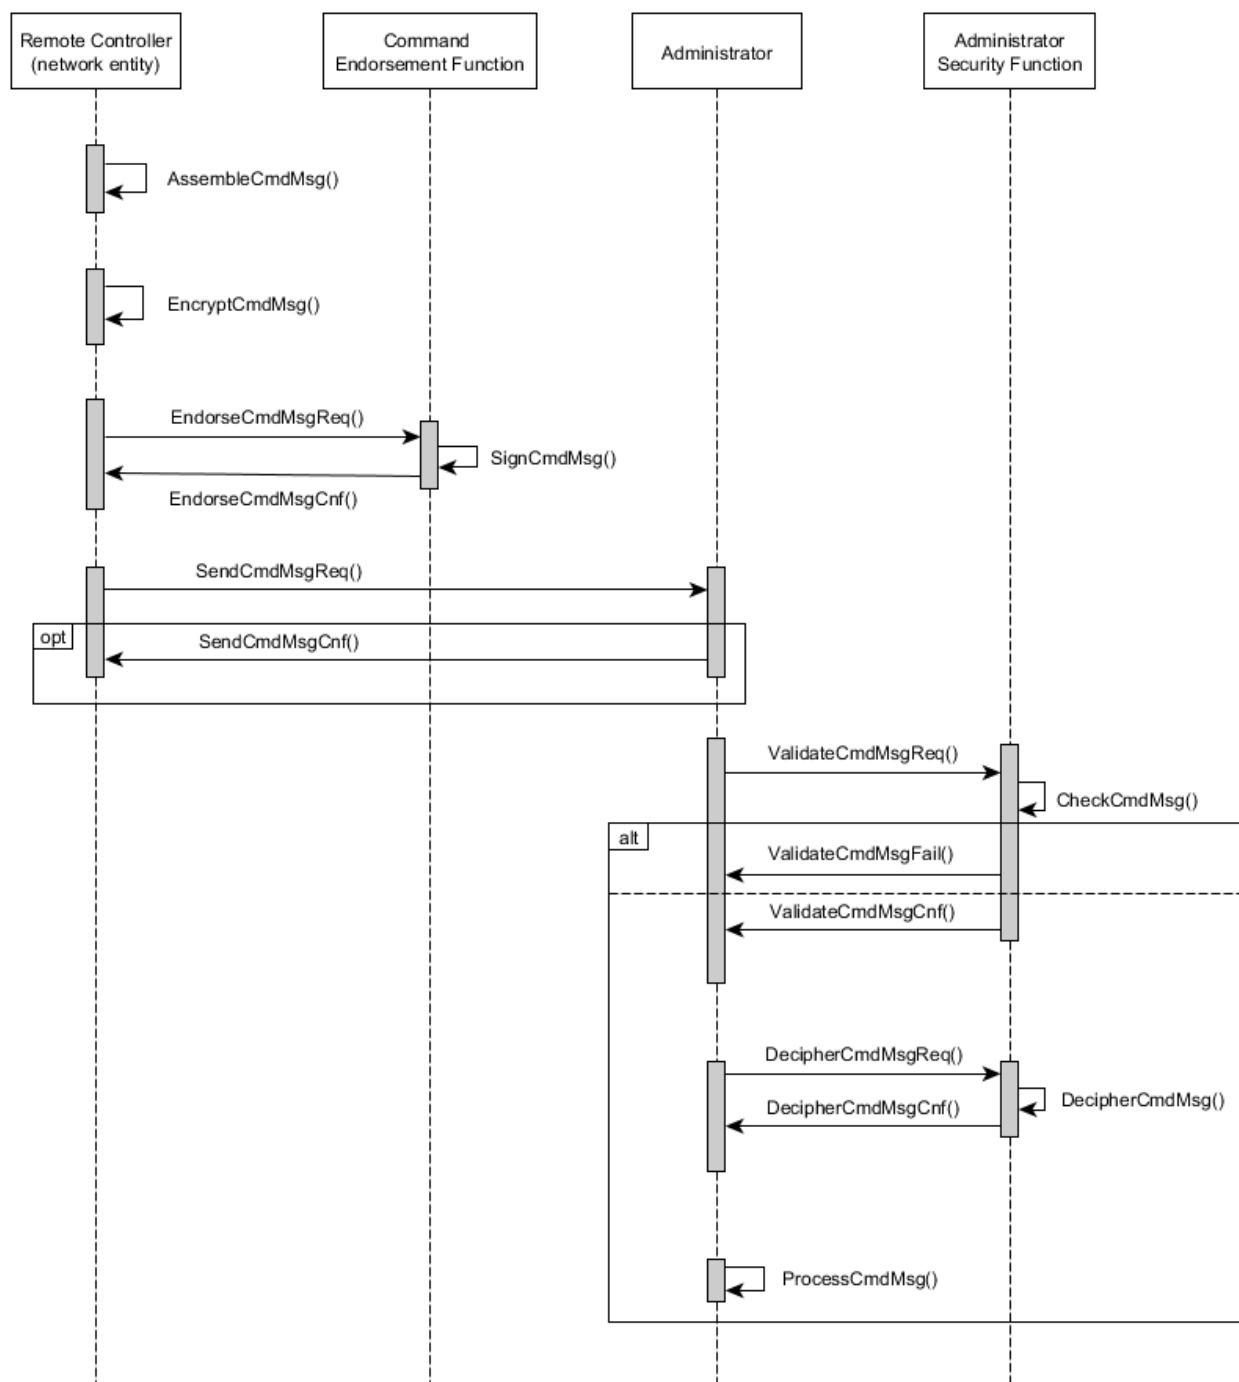 Remote Controller
(network entity)
Command
Endorsement Function
Administrator
Administrator
Security Function
AssembleCmdMsg()
EncryptCmdMsg()
EndorseCmdMsgReq()
SignCmdMsg()
EndorseCmdMsgCnf()
SendCmdMsgReq()
opt
SendCmdMsgCnf()
ValidateCmdMsgReq()
CheckCmdMsg()
alt
ValidateCmdMsgFail()
ValidateCmdMsgCnf()
DecipherCmdMsgReq()
DecipherCmdMsg()
DecipherCmdMsgCnf()
ProcessCmdMsg()